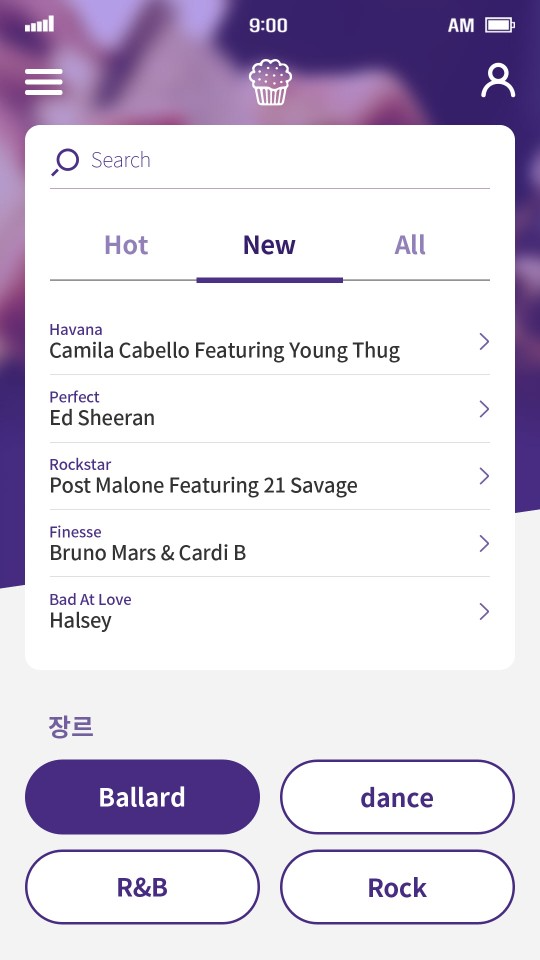 9:00
AM
Search
Hot
New
All
Havana
Camila Cabello Featuring Young Thug
Perfect
Ed Sheeran
Rockstar
Post Malone Featuring 21 Savage
Finesse
Bruno Mars & Cardi B
Bad At Love
Halsey
장르
Ballard
dance
R&B
Rock